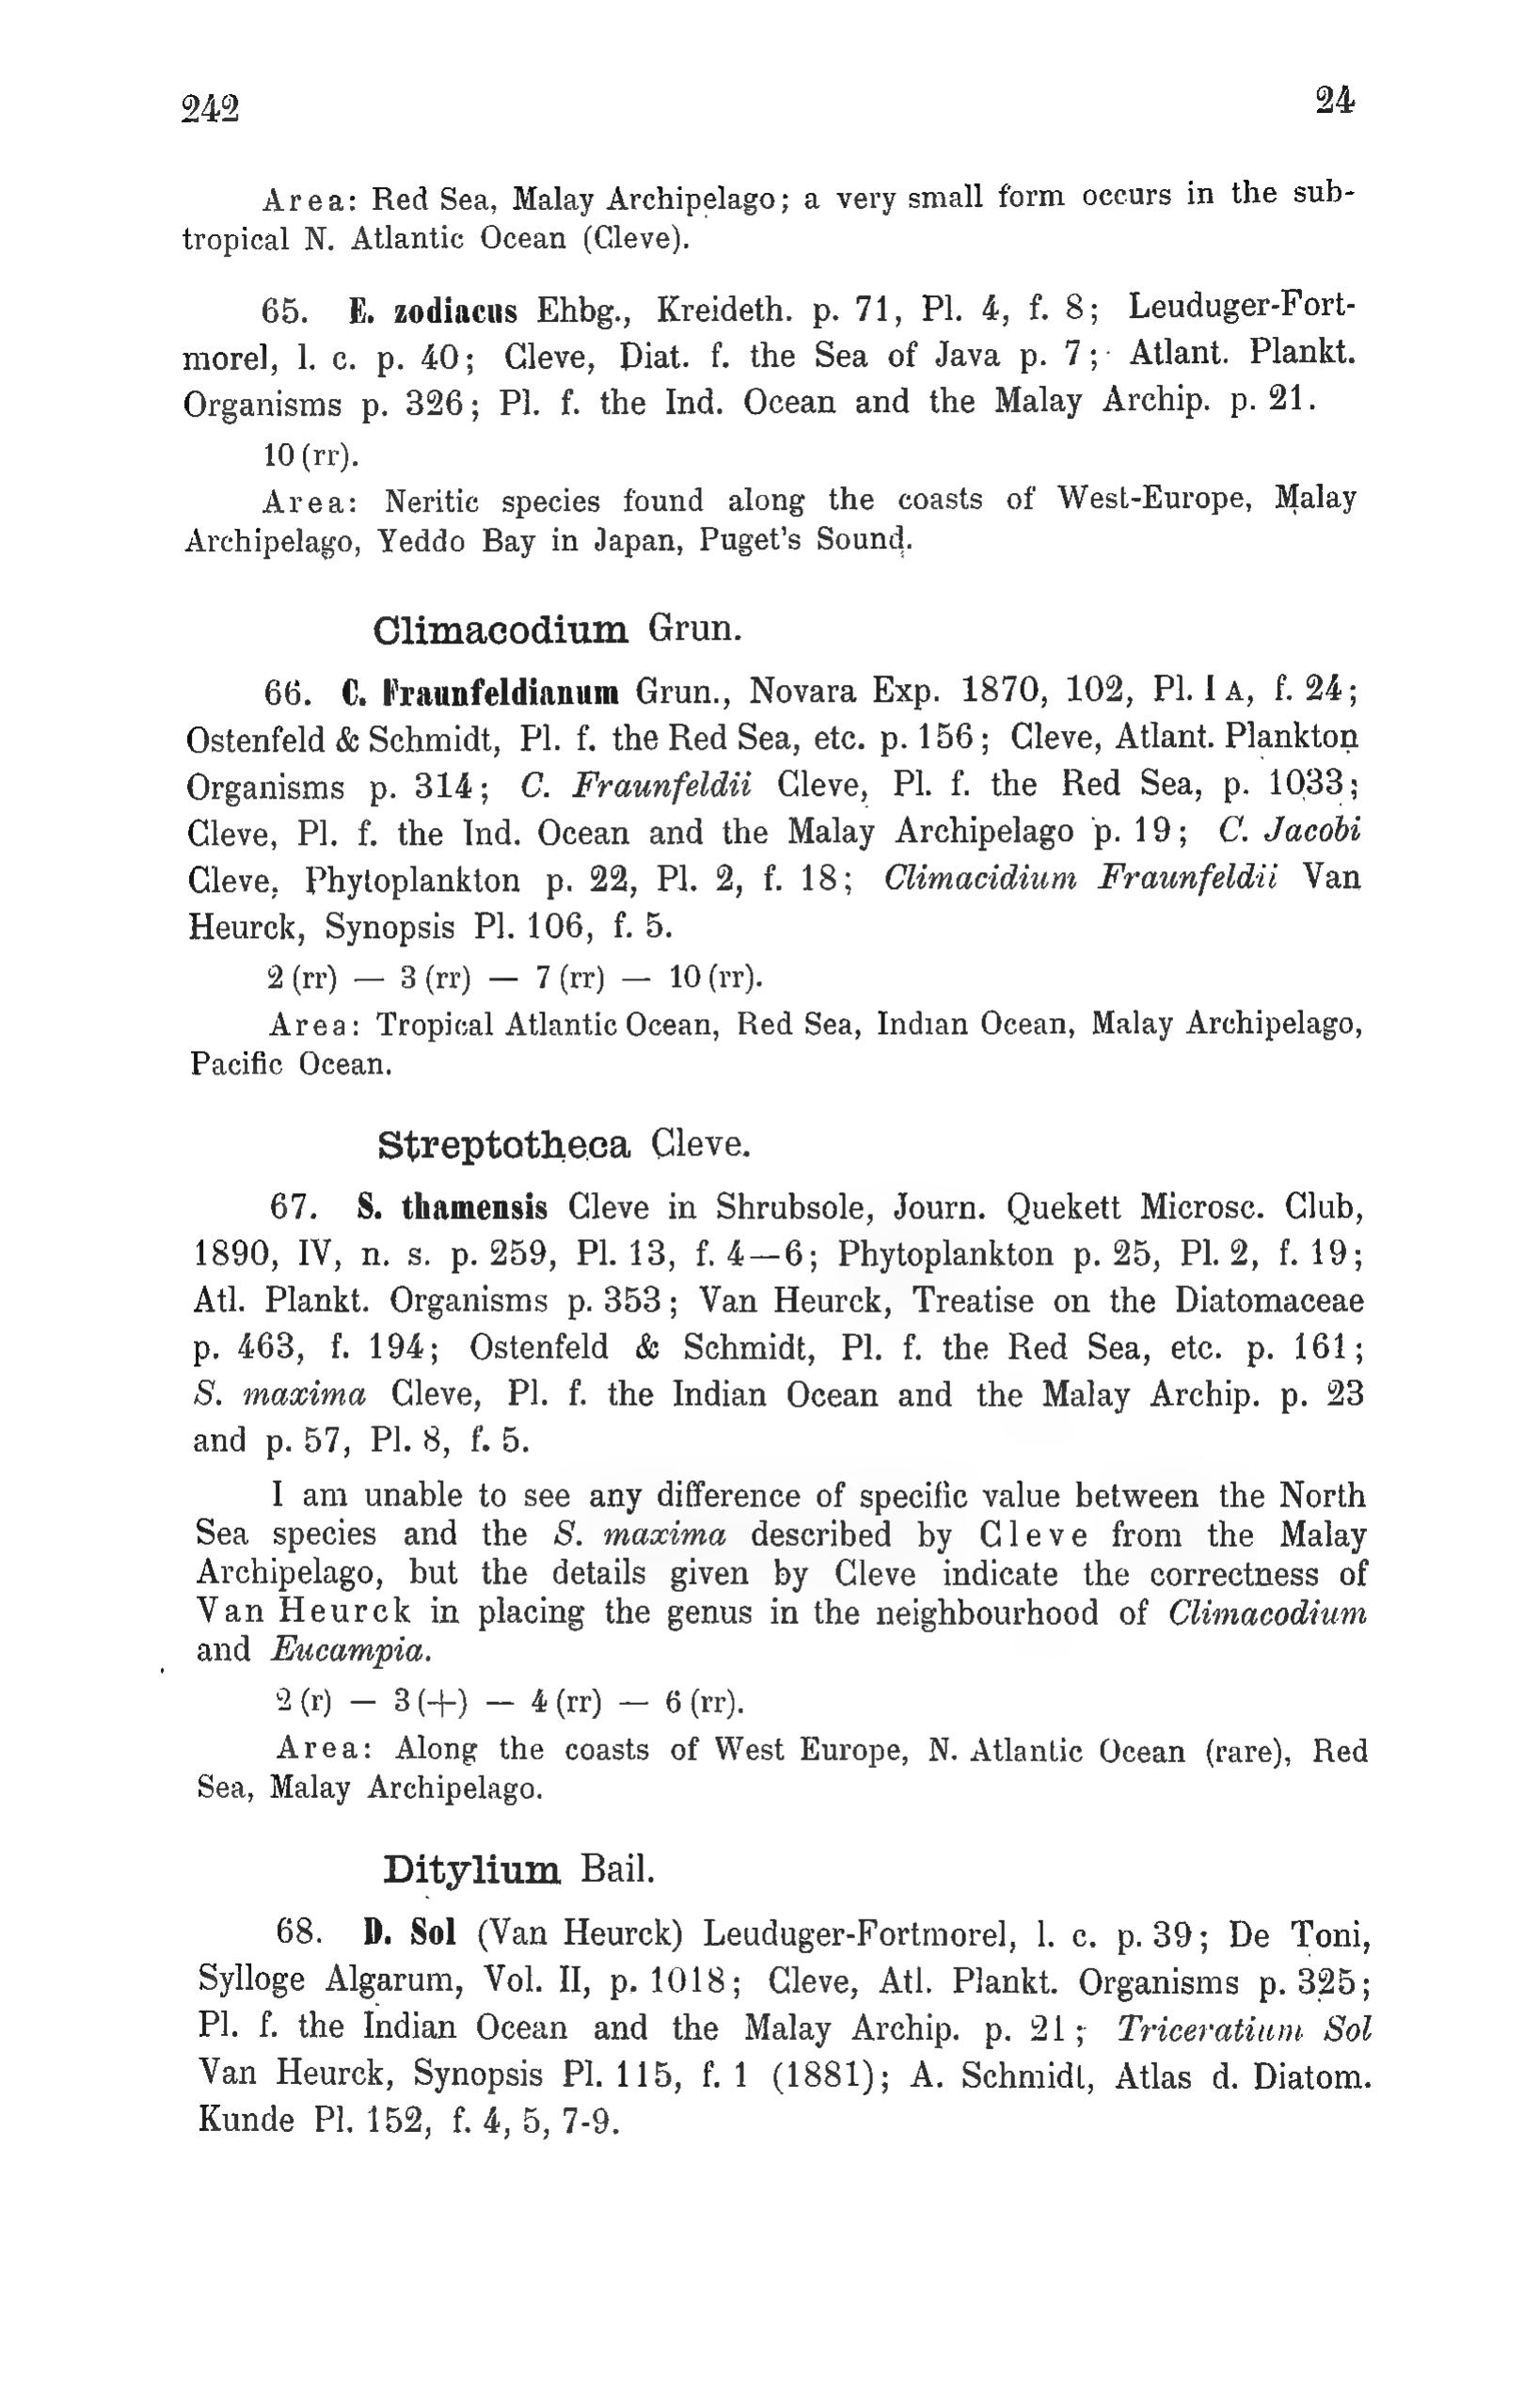 242
24
Area: Red Sea, Malay Archipelago; a very small form occurs in the sub-
tropical N. Atlantic Ocean (Cleve).
65. E. zodiacus Ehbg., Kreideth. p. 71, Pl. 4, f. 8; Leuduger-Fort-
morel, l. c. p. 40; Cleve, Diat. f. the Sea of Java p. 7; Atlant. Plankt.
Organisms p. 326; Pl. f. the Ind. Ocean and the Malay Archip. p. 21.
10 (rr).
Area: Neritic species found along the coasts of West-Europe, Malay
Archipelago, Yeddo Bay in Japan, Puget's Sound.
Climacodium Grun.
66. C. Fraunfeldianum Grun., Novara Exp. 1870, 102, Pl. I A, f. 24;
Ostenfeld & Schmidt, Pl. f. the Red Sea, etc. p. 156; Cleve, Atlant. Plankton
Organisms p. 314; C. Fraunfeldii Cleve, Pl. f. the Red Sea, p. 1033;
Cleve, Pl. f. the Ind. Ocean and the Malay Archipelago p. 19; C. Jacobi
Cleve, Phytoplankton p. 22, Pl. 2, f. 18; Climacidium Fraunfeldii Van
Heurck, Synopsis Pl. 106, f. 5.
2 (rr) — 3 (rr) — 7 (rr) — 10 (rr).
Area: Tropical Atlantic Ocean, Red Sea, Indian Ocean, Malay Archipelago,
Pacific Ocean.
Streptotheca Cleve.
67. S. thamensis Cleve in Shrubsole, Journ. Quekett Microsc. Club,
1890, IV, n. s. p. 259, Pl. 13, f. 4—6; Phytoplankton p. 25, Pl. 2, f. 19;
Atl. Plankt. Organisms p. 353; Van Heurck, Treatise on the Diatomaceae
p. 463, f. 194; Ostenfeld & Schmidt, Pl. f. the Red Sea, etc. p. 161;
S. maxima Cleve, Pl. f. the Indian Ocean and the Malay Archip. p. 23
and p. 57, Pl. 8, f. 5.
I am unable to see any difference of specific value between the North
Sea species and the S. maxima described by Cleve from the Malay
Archipelago, but the details given by Cleve indicate the correctness of
Van Heurck in placing the genus in the neighbourhood of Climacodium
and Eucampia.
2 (r) — 3 (+) — 4 (rr) — 6 (rr).
Area: Along the coasts of West Europe, N. Atlantic Ocean (rare), Red
Sea, Malay Archipelago.
Ditylium Bail.
68. D. Sol (Van Heurck) Leuduger-Fortmorel, l. c. p. 39; De Toni,
Sylloge Algarum, Vol. II, p. 1018; Cleve, Atl. Plankt. Organisms p. 325;
Pl. f. the Indian Ocean and the Malay Archip. p. 21; Triceratium Sol
Van Heurck, Synopsis Pl. 115, f. 1 (1881); A. Schmidt, Atlas d. Diatom.
Kunde Pl. 152, f. 4, 5, 7-9.